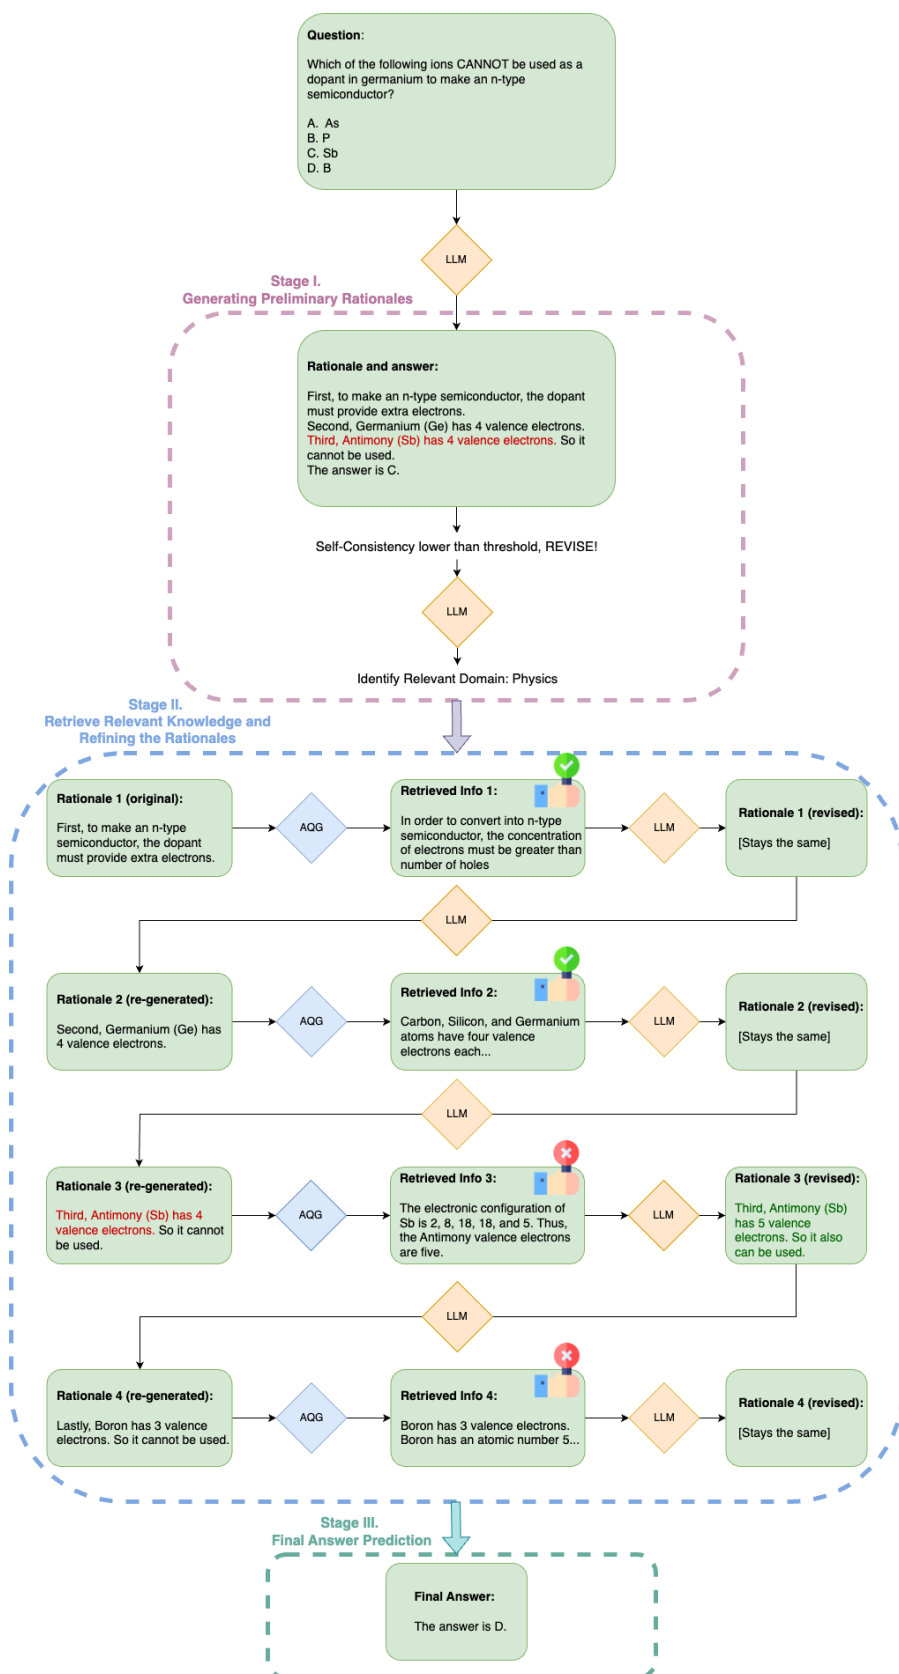 Question:
Which of the following ions CANNOT be used as a
dopant in germanium to make an n-type
semiconductor?
A. As
B. P
C. Sb
D. B
LLM
Stage I.
Generating Preliminary Rationales
Rationale and answer:
First, to make an n-type semiconductor, the dopant
must provide extra electrons.
Second, Germanium (Ge) has 4 valence electrons.
Third, Antimony (Sb) has 4 valence electrons. So it
cannot be used.
The answer is C.
Self-Consistency lower than threshold, REVISE!
LLM
Identify Relevant Domain: Physics
Stage II.
Retrieve Relevant Knowledge and
Refining the Rationales
Rationale 1 (original):
First, to make an n-type
semiconductor, the dopant
must provide extra electrons.
AQG
Retrieved Info 1:
In order to convert into n-type
semiconductor, the concentration
of electrons must be greater than
number of holes
LLM
Rationale 1 (revised):
[Stays the same]
LLM
Rationale 2 (re-generated):
Second, Germanium (Ge) has
4 valence electrons.
AQG
Retrieved Info 2:
Carbon, Silicon, and Germanium
atoms have four valence
electrons each...
LLM
Rationale 2 (revised):
[Stays the same]
LLM
Rationale 3 (re-generated):
Third, Antimony (Sb) has 4
valence electrons. So it cannot
be used.
AQG
Retrieved Info 3:
The electronic configuration of
Sb is 2, 8, 18, 18, and 5. Thus,
the Antimony valence electrons
are five.
LLM
Rationale 3 (revised):
Third, Antimony (Sb)
has 5 valence
electrons. So it also
can be used.
LLM
Rationale 4 (re-generated):
Lastly, Boron has 3 valence
electrons. So it cannot be used.
AQG
Retrieved Info 4:
Boron has 3 valence electrons.
Boron has an atomic number 5...
LLM
Rationale 4 (revised):
[Stays the same]
Stage III.
Final Answer Prediction
Final Answer:
The answer is D.